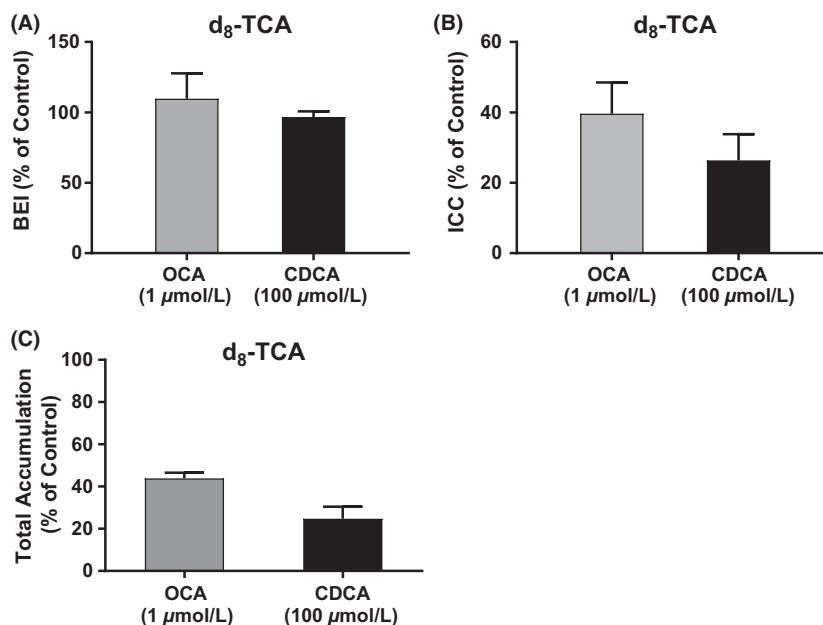 (A)
d₈-TCA
BEI (% of Control)
150
100
50
0
OCA
(1 µmol/L)
CDCA
(100 µmol/L)
(B)
d₈-TCA
ICC (% of Control)
60
40
20
0
OCA
(1 µmol/L)
CDCA
(100 µmol/L)
(C)
d₈-TCA
Total Accumulation
(% of Control)
100
80
60
40
20
0
OCA
(1 µmol/L)
CDCA
(100 µmol/L)